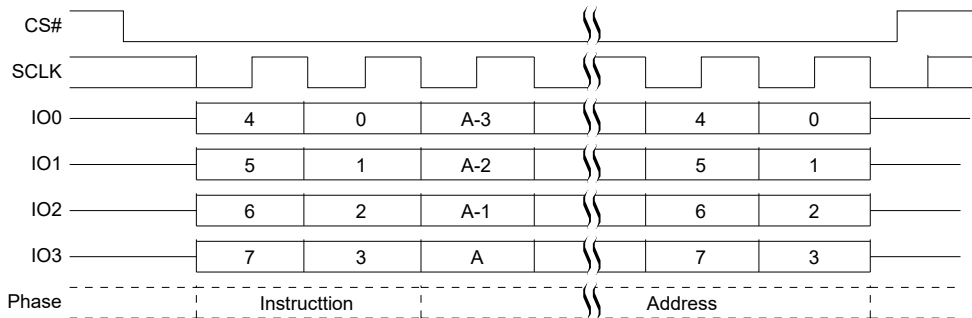 CS#
SCLK
IO0 4 0 A-3 4 0
IO1 5 1 A-2 5 1
IO2 6 2 A-1 6 2
IO3 7 3 A 7 3
Phase Instructtion Address